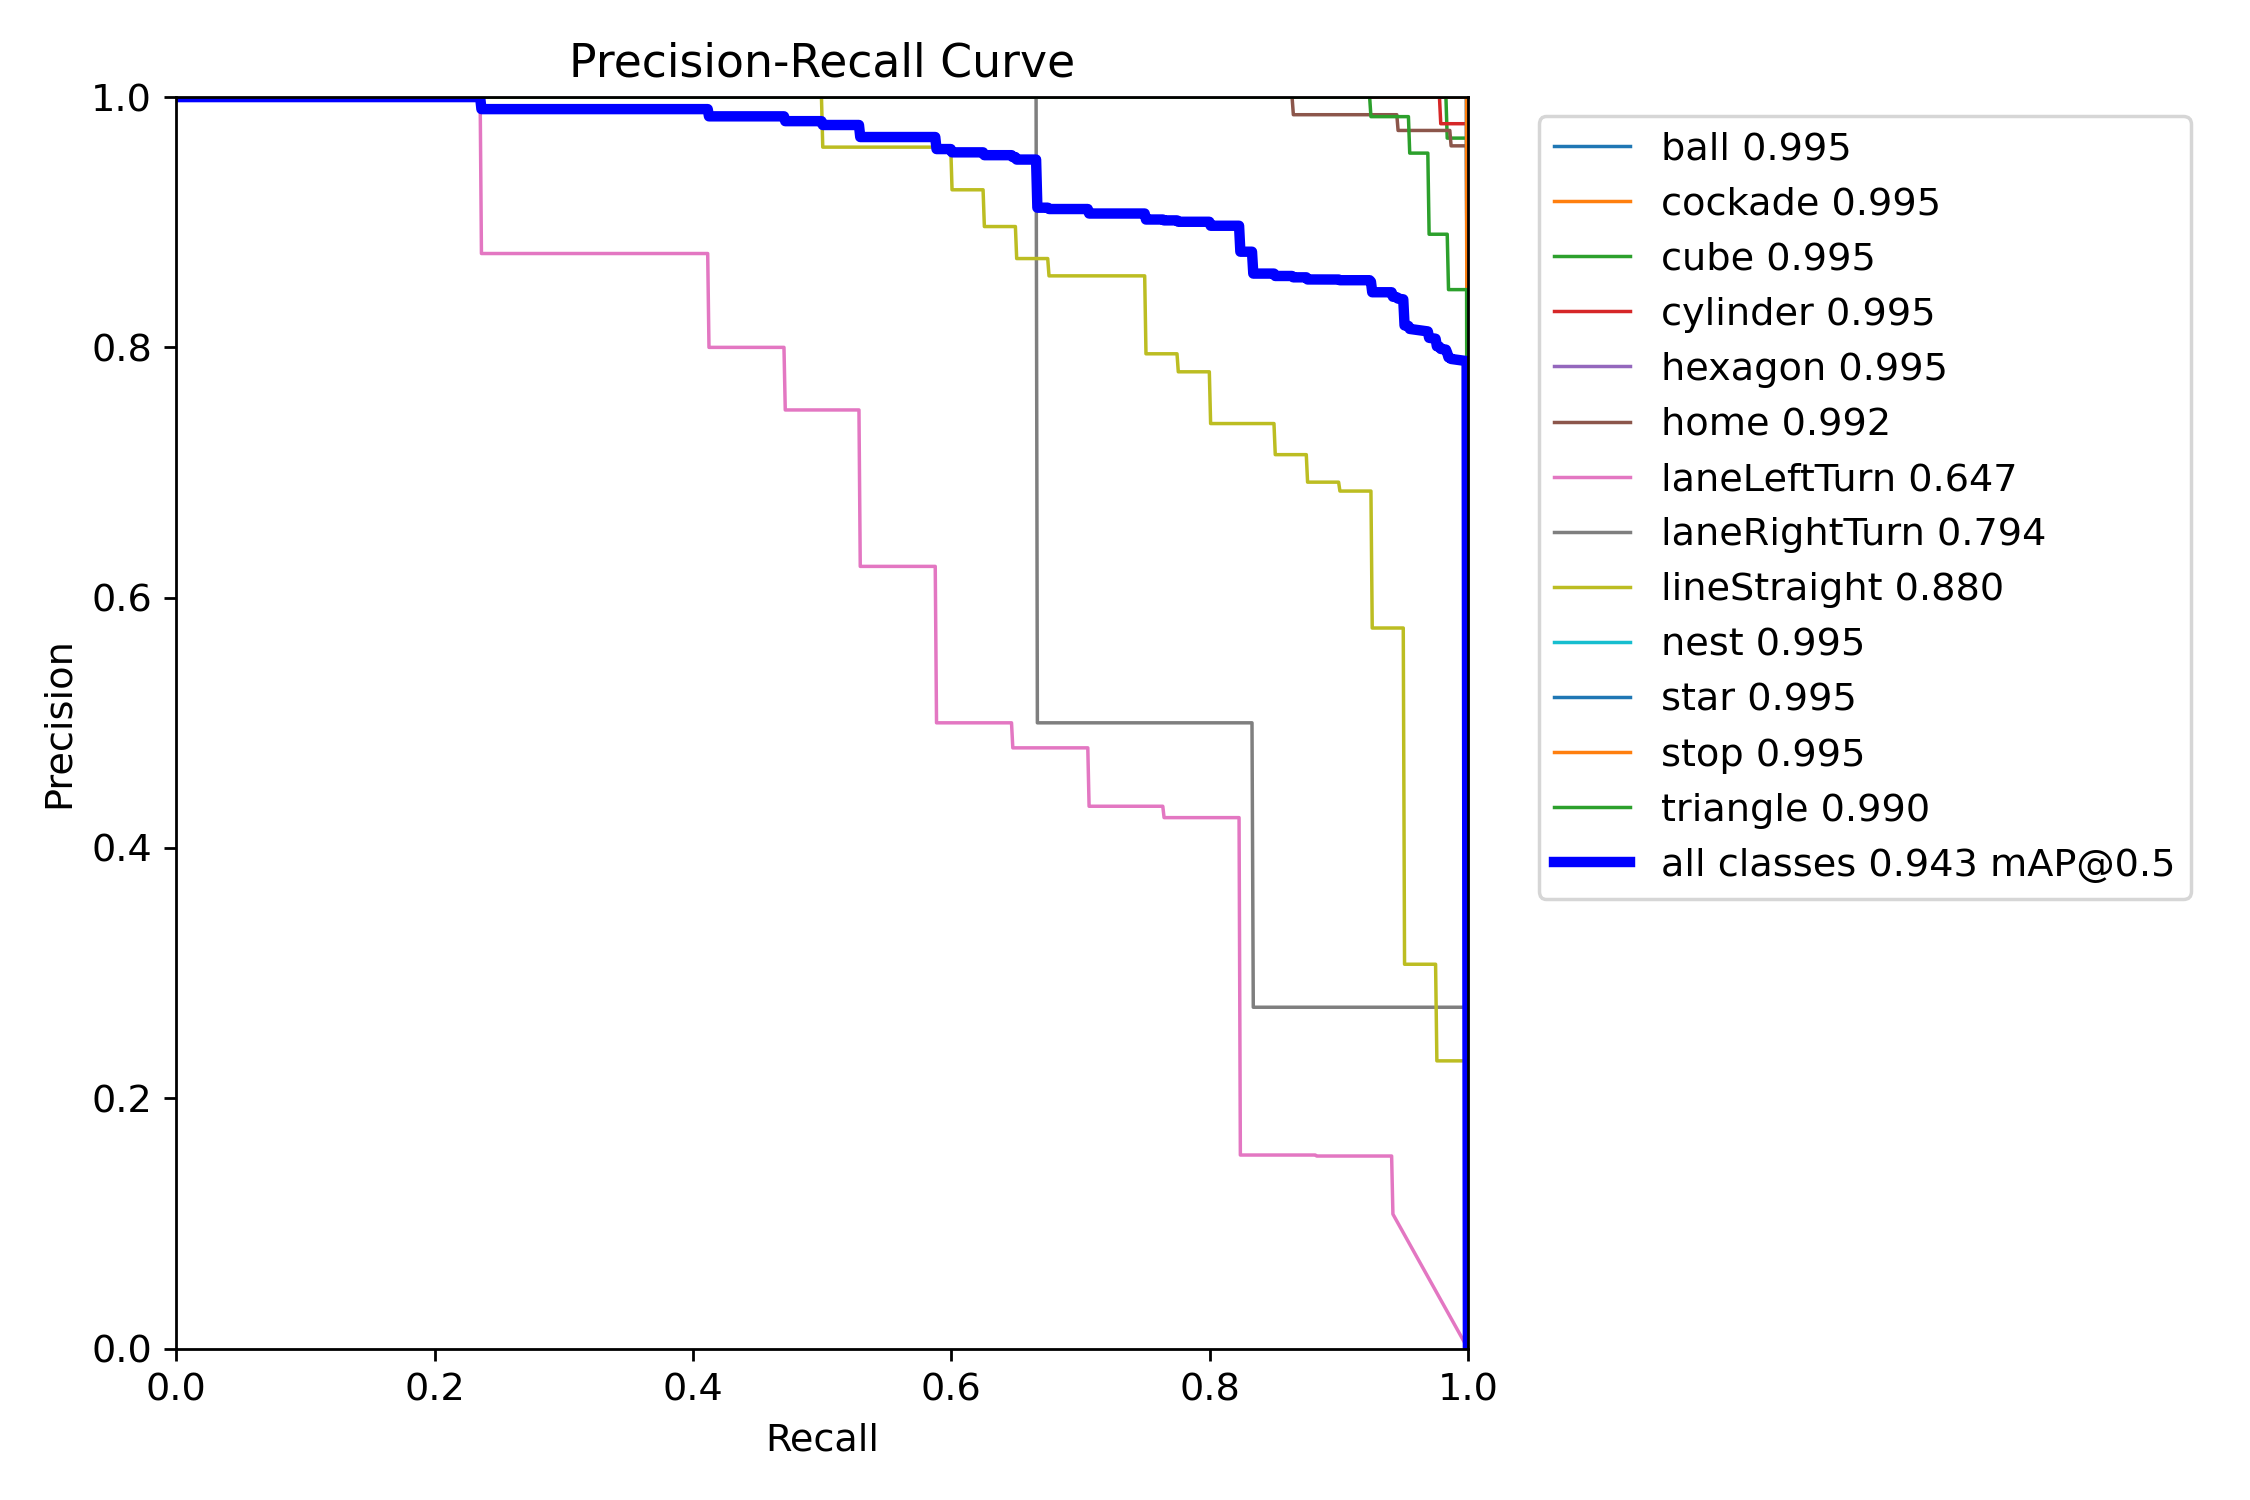 Precision-Recall Curve
1.0
0.8
0.6
0.4
0.2
0.0
Precision
0.0 0.2 0.4 0.6 0.8 1.0
Recall
ball 0.995
cockade 0.995
cube 0.995
cylinder 0.995
hexagon 0.995
home 0.992
laneLeftTurn 0.647
laneRightTurn 0.794
lineStraight 0.880
nest 0.995
star 0.995
stop 0.995
triangle 0.990
all classes 0.943 mAP@0.5